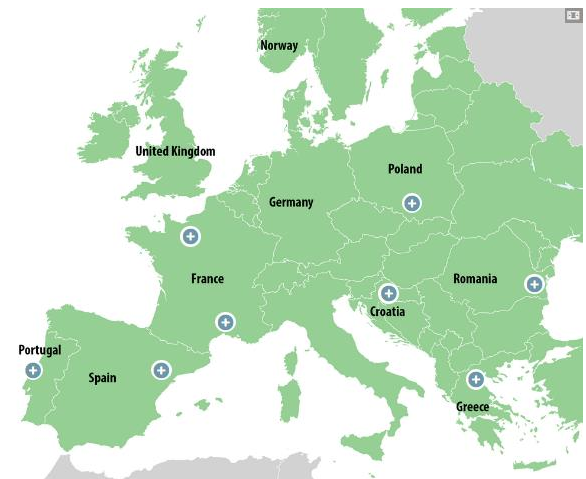 Norway
United Kingdom
Poland
Germany
France
Romania
Croatia
Portugal
Spain
Greece